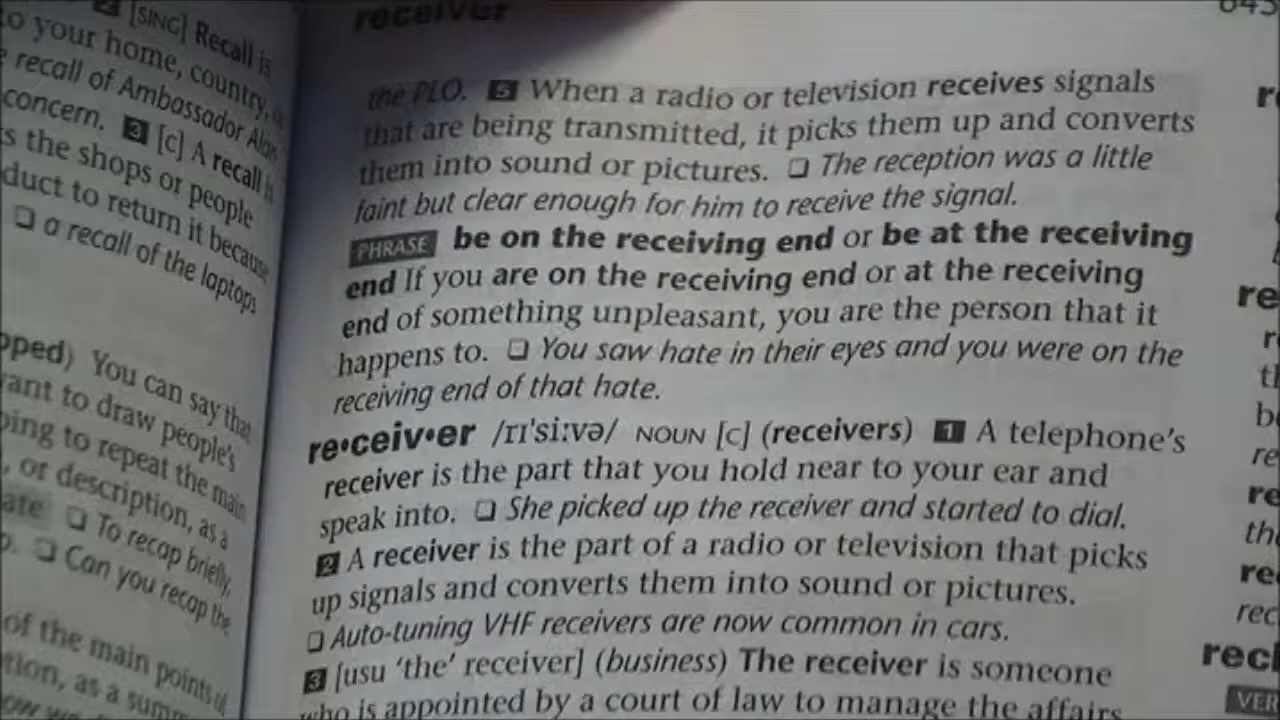 2 [SING] Recall is
to your home, country, or
recall of Ambassador Alan
concern. 3 [c] A recall is
the shops or people
duct to return it because
❏ a recall of the laptops
pped) You can say that
want to draw people's
ping to repeat the main
, or description, as a
ate ❏ To recap briefly,
❏ Can you recap the
of the main points of
tion, as a summ
receiver
645
the PLO. 5 When a radio or television receives signals
that are being transmitted, it picks them up and converts
them into sound or pictures. ❏ The reception was a little
faint but clear enough for him to receive the signal.
PHRASE be on the receiving end or be at the receiving
end If you are on the receiving end or at the receiving
end of something unpleasant, you are the person that it
happens to. ❏ You saw hate in their eyes and you were on the
receiving end of that hate.
re•ceiv•er /rɪˈsiːvə/ NOUN [c] (receivers) 1 A telephone's
receiver is the part that you hold near to your ear and
speak into. ❏ She picked up the receiver and started to dial.
2 A receiver is the part of a radio or television that picks
up signals and converts them into sound or pictures.
❏ Auto-tuning VHF receivers are now common in cars.
3 [usu 'the' receiver] (business) The receiver is someone
who is appointed by a court of law to manage the affairs